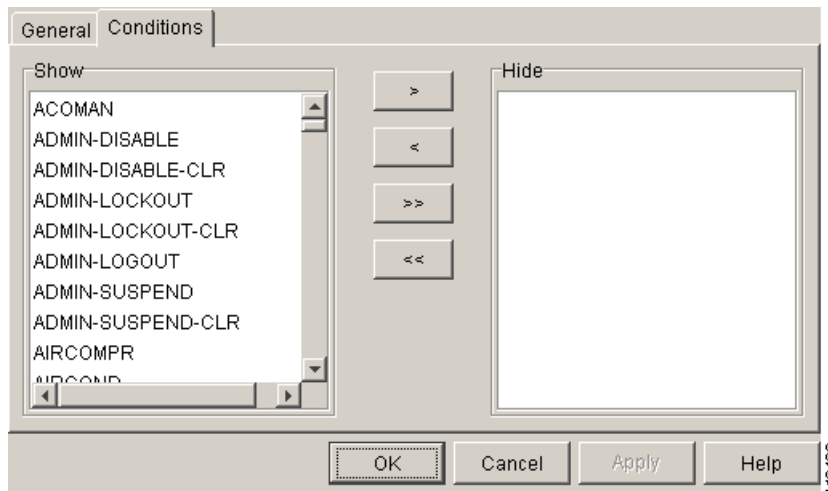 General Conditions
Show
Hide
ACOMAN
ADMIN-DISABLE
ADMIN-DISABLE-CLR
ADMIN-LOCKOUT
ADMIN-LOCKOUT-CLR
ADMIN-LOGOUT
ADMIN-SUSPEND
ADMIN-SUSPEND-CLR
AIRCOMPR
>
<
>>
<<
OK Cancel Apply Help